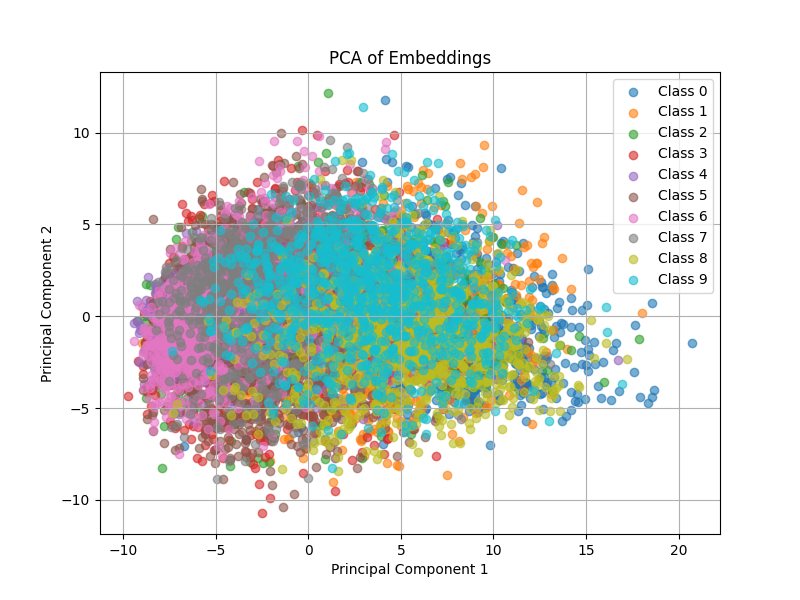 PCA of Embeddings
Class 0
Class 1
Class 2
Class 3
Class 4
Class 5
Class 6
Class 7
Class 8
Class 9
10
5
0
−5
−10
Principal Component 2
−10 −5 0 5 10 15 20
Principal Component 1